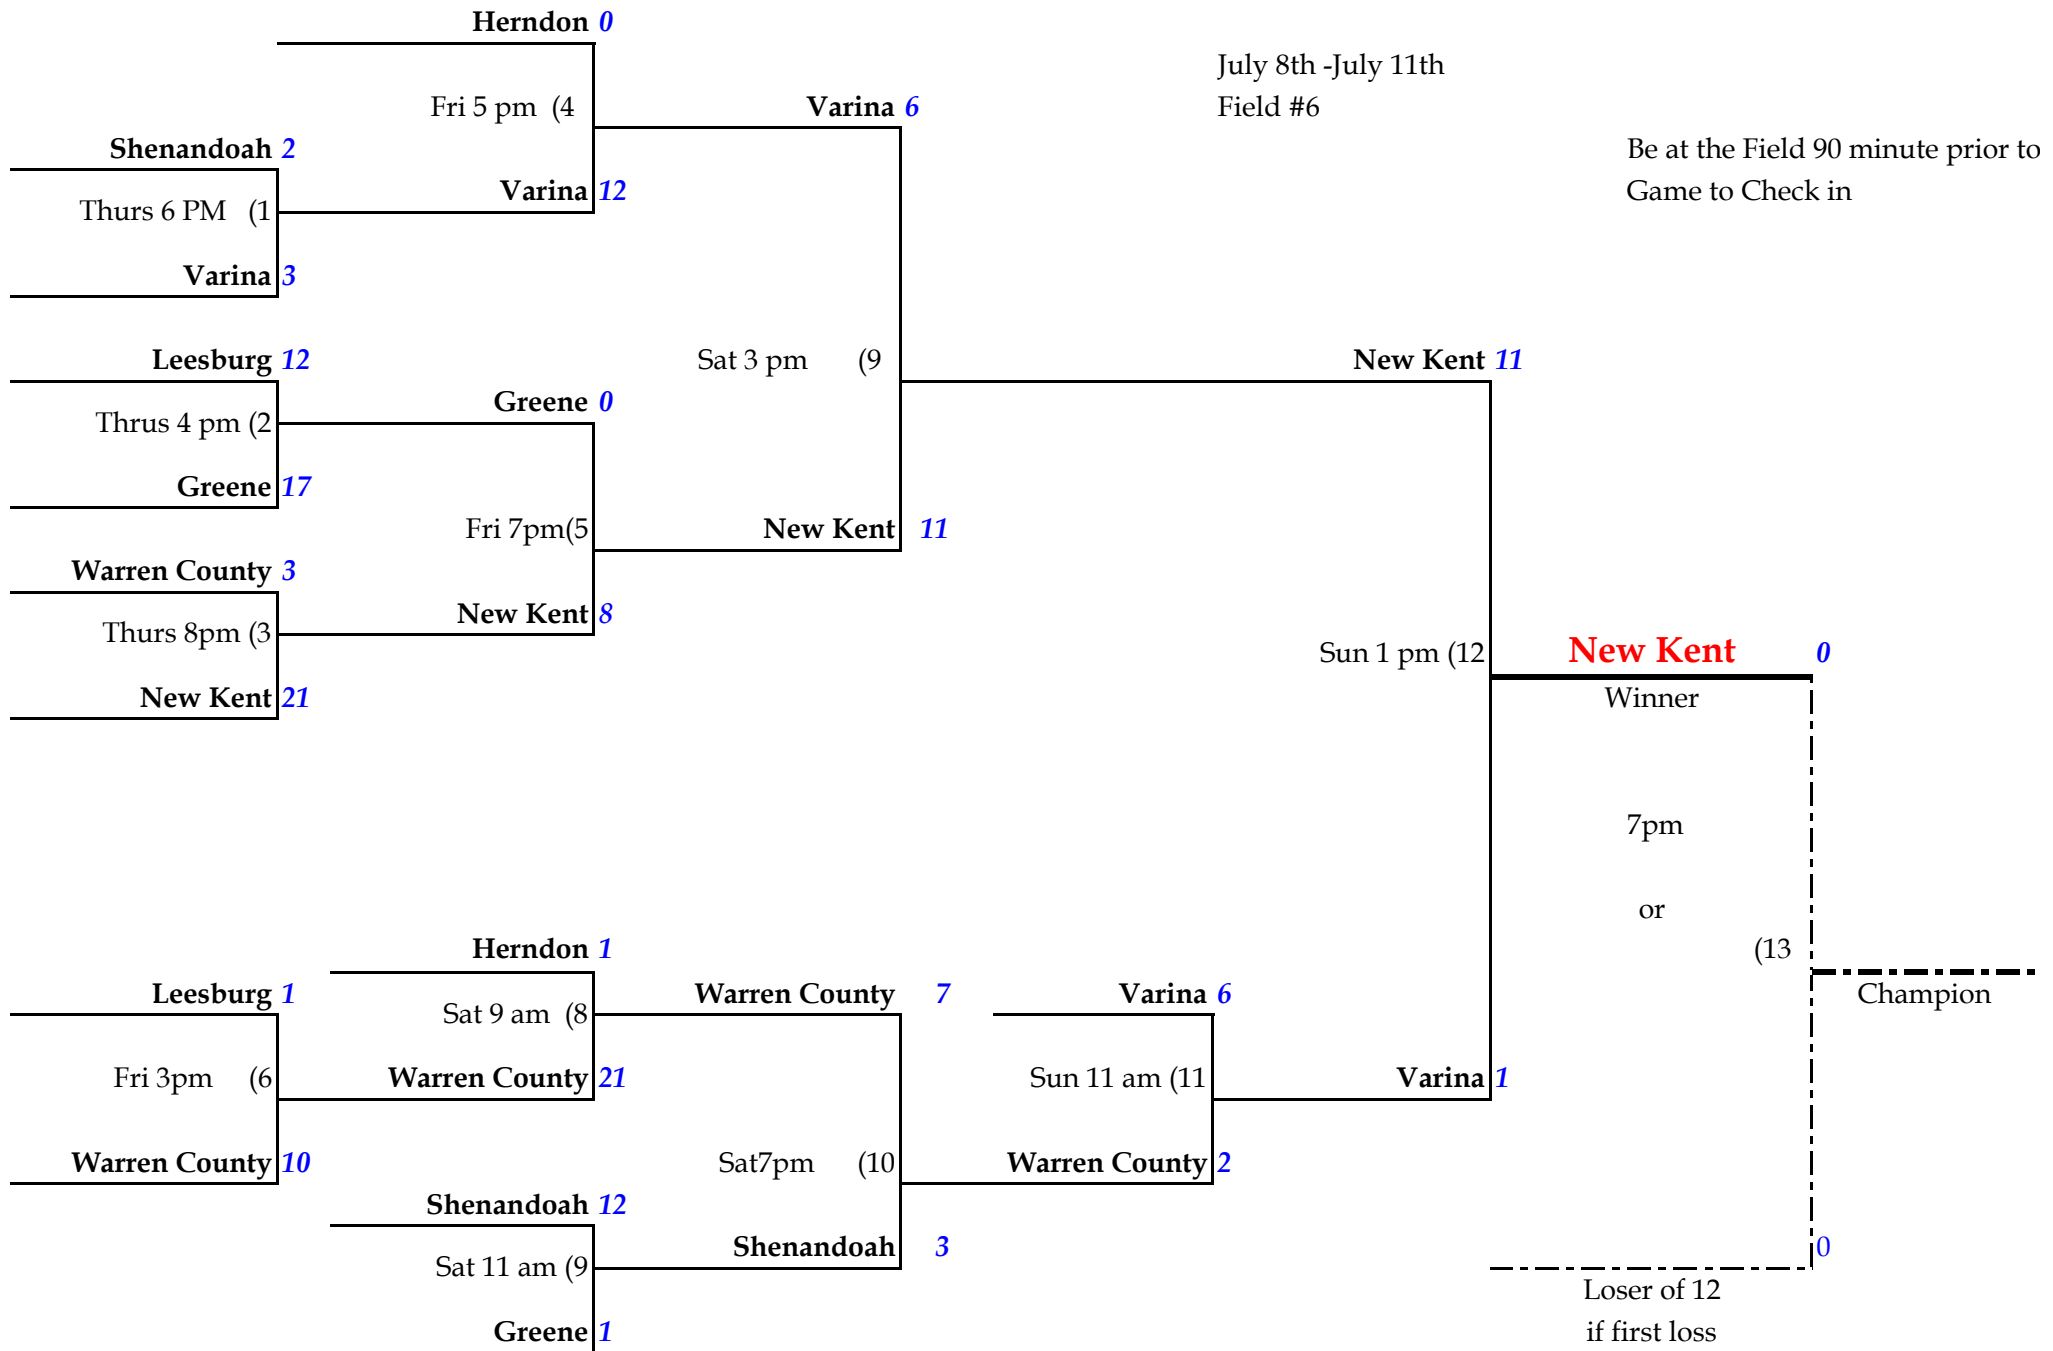 Herndon 0
July 8th -July 11th
Fri 5 pm (4
Varina 6
Field #6
Shenandoah 2
Be at the Field 90 minute prior to
Thurs 6 PM (1
Varina 12
Game to Check in
Varina 3
Leesburg 12
Sat 3 pm (9
New Kent 11
Greene 0
Thrus 4 pm (2
Greene 17
Fri 7pm(5
New Kent 11
Warren County 3
New Kent 8
Thurs 8pm (3
Sun 1 pm (12
New Kent 0
New Kent 21
Winner
7pm
or
Herndon 1
(13
Leesburg 1
Warren County 7
Varina 6
Champion
Sat 9 am (8
Fri 3pm (6
Warren County 21
Sun 11 am (11
Varina 1
Warren County 10
Sat7pm (10
Warren County 2
Shenandoah 12
Shenandoah 3
0
Sat 11 am (9
Loser of 12
Greene 1
if first loss